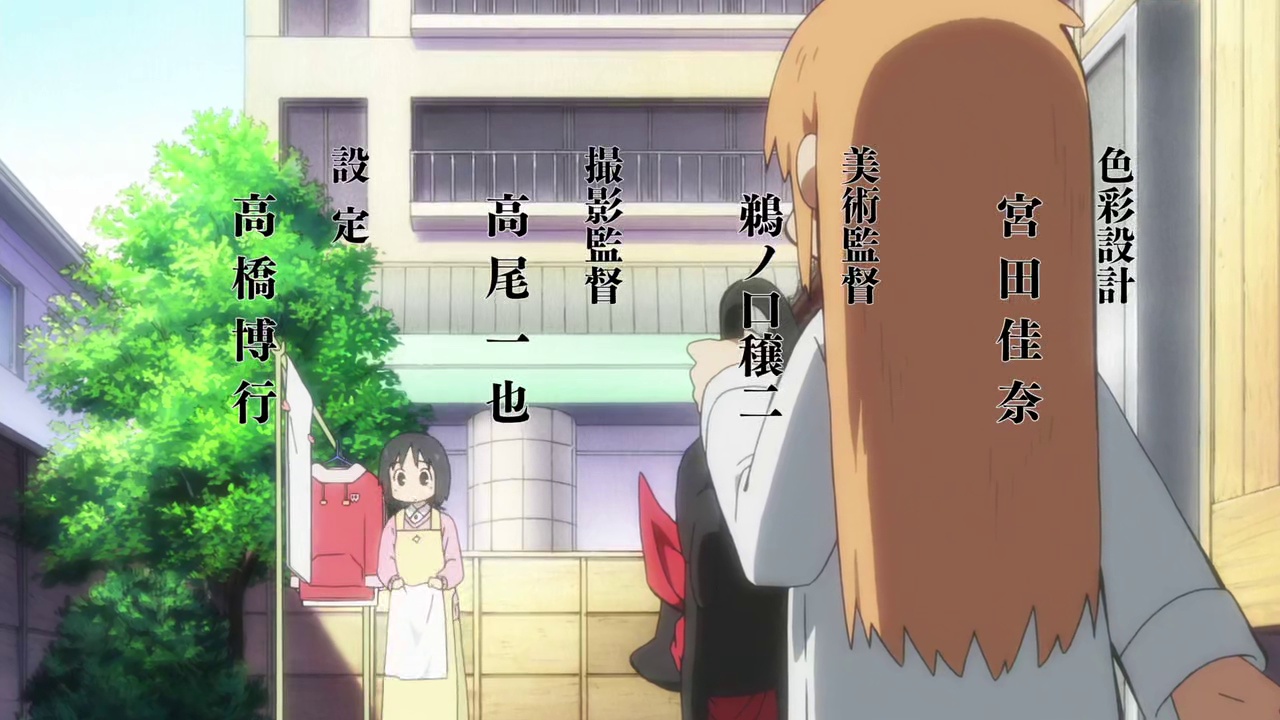 色彩設計
宮田佳奈
美術監督
鵜ノ口穣二
撮影監督
高尾一也
設定
高橋博行